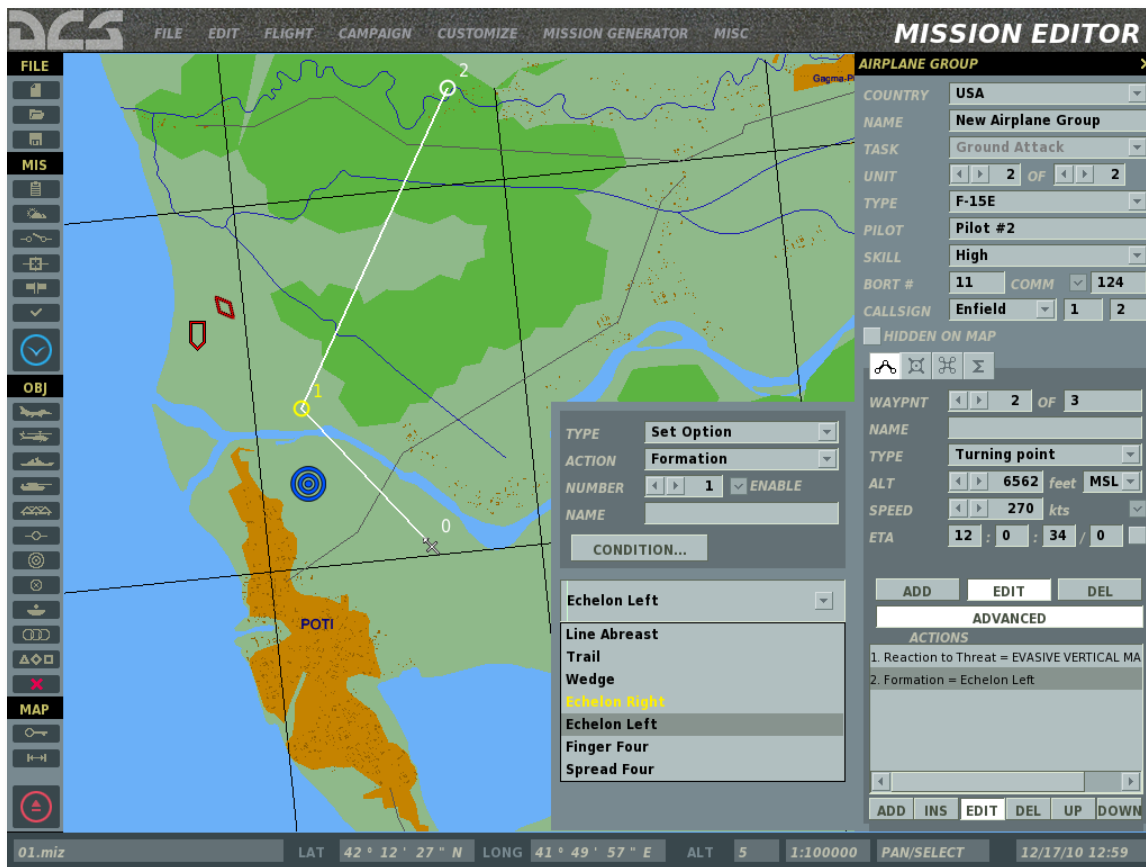 DCS FILE EDIT FLIGHT CAMPAIGN CUSTOMIZE MISSION GENERATOR MISC MISSION EDITOR
FILE
MIS
OBJ
MAP
2
1
0
POTI
TYPE Set Option
ACTION Formation
NUMBER 1 ENABLE
NAME
CONDITION...
Echelon Left
Line Abreast
Trail
Wedge
Echelon Right
Echelon Left
Finger Four
Spread Four
AIRPLANE GROUP
COUNTRY USA
NAME New Airplane Group
TASK Ground Attack
UNIT 2 OF 2
TYPE F-15E
PILOT Pilot #2
SKILL High
BORT # 11 COMM 124
CALLSIGN Enfield 1 2
HIDDEN ON MAP
WAYPNT 2 OF 3
NAME
TYPE Turning point
ALT 6562 feet MSL
SPEED 270 kts
ETA 12 : 0 : 34 / 0
ADD EDIT DEL
ADVANCED
ACTIONS
1. Reaction to Threat = EVASIVE VERTICAL MA
2. Formation = Echelon Left
ADD INS EDIT DEL UP DOWN
01.miz LAT 42 ° 12 ' 27 " N LONG 41 ° 49 ' 57 " E ALT 5 1:100000 PAN/SELECT 12/17/10 12:59